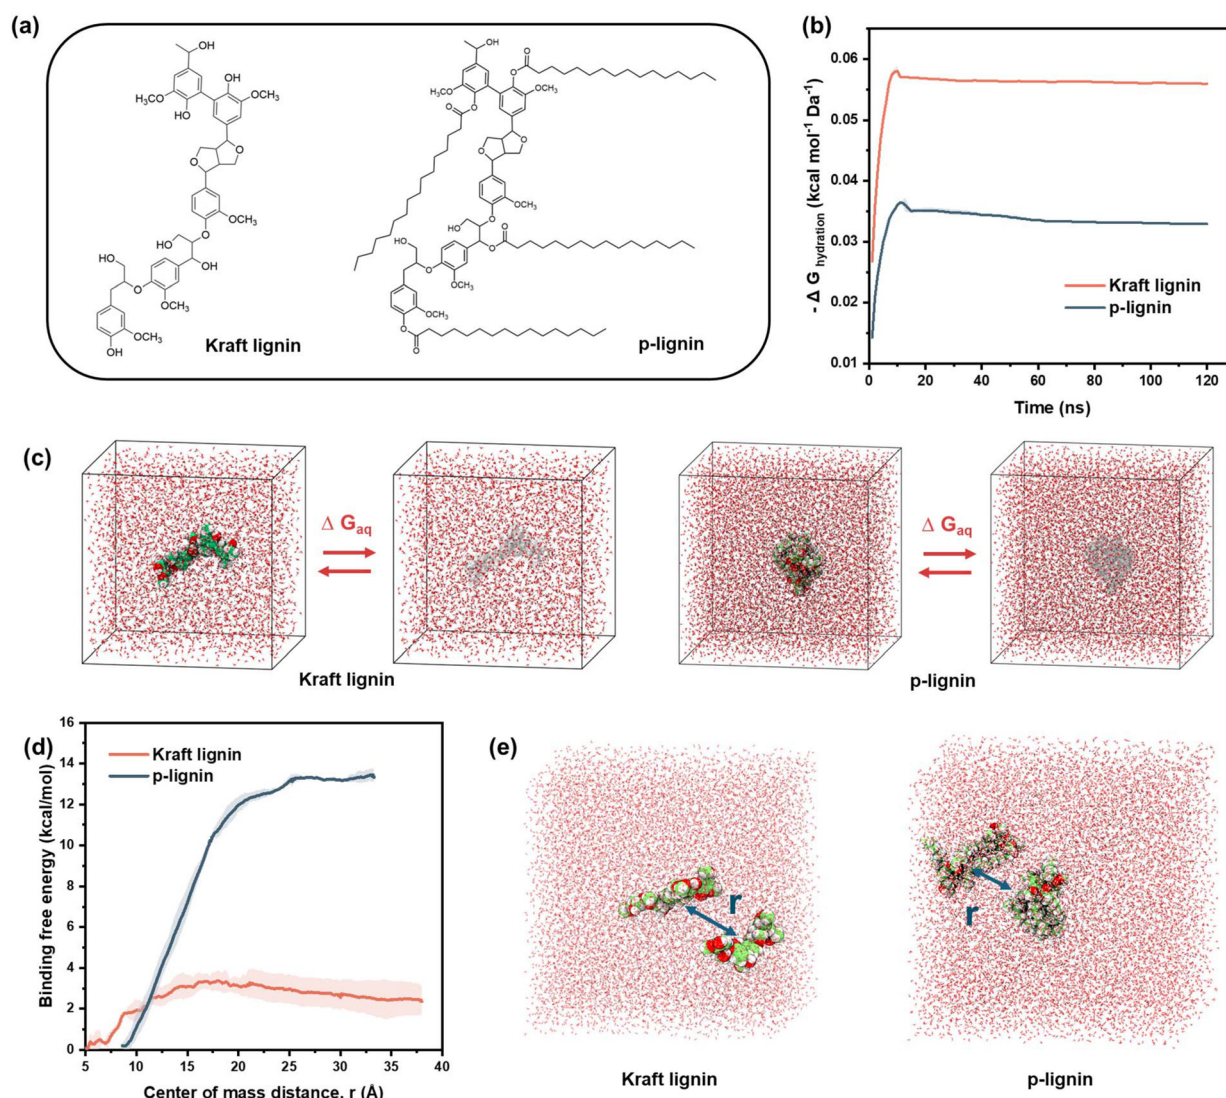 (a)
OH
OH
H₃CO
OCH₃
OH
O
O
OCH₃
O
HO
HO
OH
O
OCH₃
OCH₃
OH
Kraft lignin
OH
O
O
H₃CO
OCH₃
O
O
O
O
OCH₃
HO
O
O
HO
O
O
OCH₃
OCH₃
O
O
p-lignin
(b)
- Δ G hydration (kcal mol⁻¹ Da⁻¹)
0.06
0.05
0.04
0.03
0.02
0.01
Kraft lignin
p-lignin
0 20 40 60 80 100 120
Time (ns)
(c)
Δ Gaq
Δ Gaq
Kraft lignin
p-lignin
(d)
Binding free energy (kcal/mol)
16
14
12
10
8
6
4
2
0
Kraft lignin
p-lignin
5 10 15 20 25 30 35 40
Center of mass distance, r (Å)
(e)
r
r
Kraft lignin
p-lignin